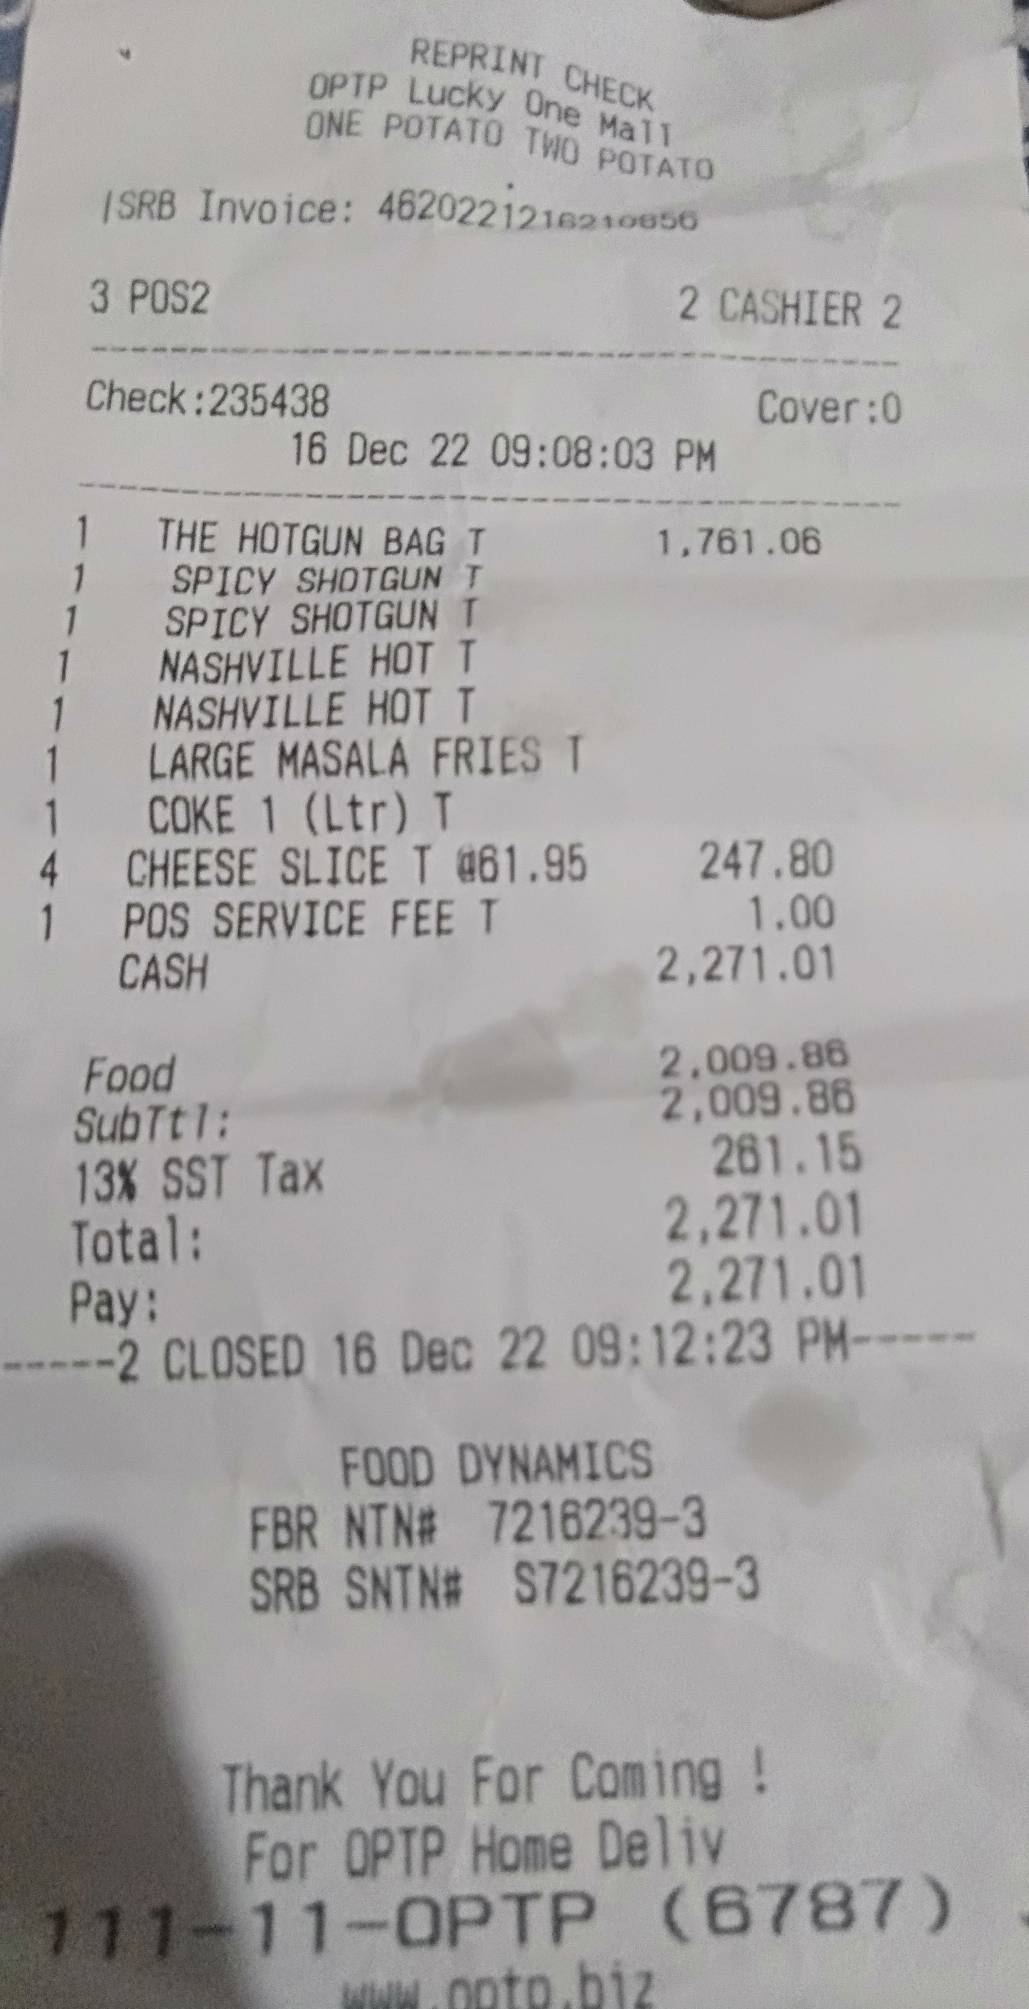 REPRINT CHECK
OPTP Lucky One Mall
ONE POTATO TWO POTATO
SRB Invoice: 4620221216210856
3 POS2 2 CASHIER 2
Check:235438 Cover:0
16 Dec 22 09:08:03 PM
1 THE HOTGUN BAG T 1,761.06
1 SPICY SHOTGUN T
1 SPICY SHOTGUN T
1 NASHVILLE HOT T
1 NASHVILLE HOT T
1 LARGE MASALA FRIES T
1 COKE 1 (Ltr) T
4 CHEESE SLICE T @61.95 247.80
1 POS SERVICE FEE T 1.00
CASH 2,271.01
Food 2,009.86
SubTtl: 2,009.86
13% SST Tax 261.15
Total: 2,271.01
Pay: 2,271.01
-----2 CLOSED 16 Dec 22 09:12:23 PM-----
FOOD DYNAMICS
FBR NTN# 7216239-3
SRB SNTN# S7216239-3
Thank You For Coming !
For OPTP Home Deliv
111-11-OPTP (6787)
www.optp.biz